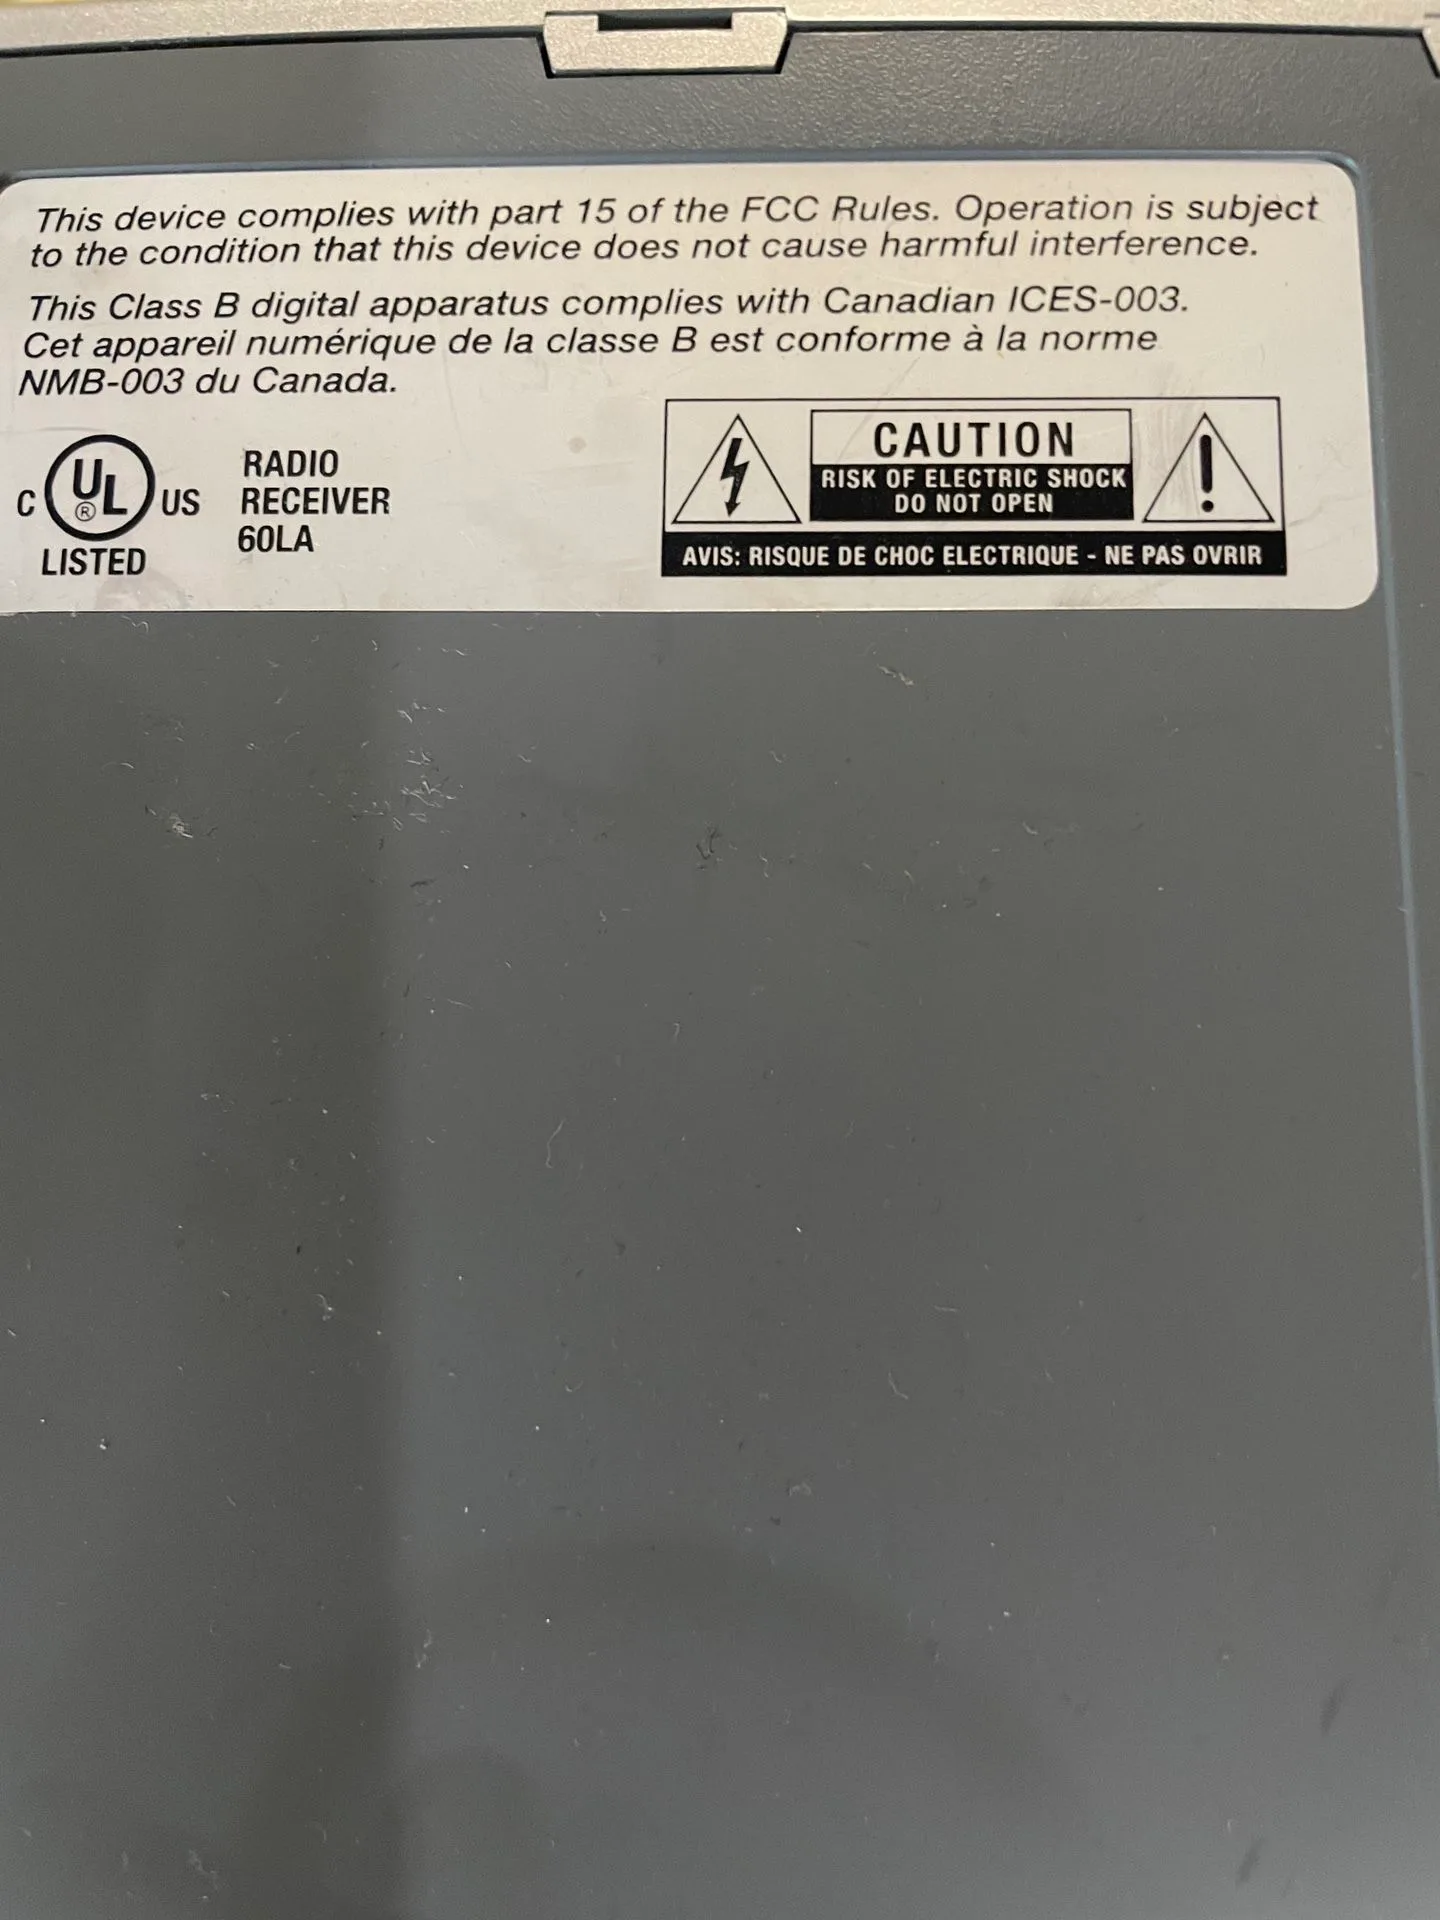 This device complies with part 15 of the FCC Rules. Operation is subject
to the condition that this device does not cause harmful interference.
This Class B digital apparatus complies with Canadian ICES-003.
Cet appareil numérique de la classe B est conforme à la norme
NMB-003 du Canada.
C UL ® US
LISTED
RADIO
RECEIVER
60LA
CAUTION
RISK OF ELECTRIC SHOCK
DO NOT OPEN
AVIS: RISQUE DE CHOC ELECTRIQUE - NE PAS OVRIR